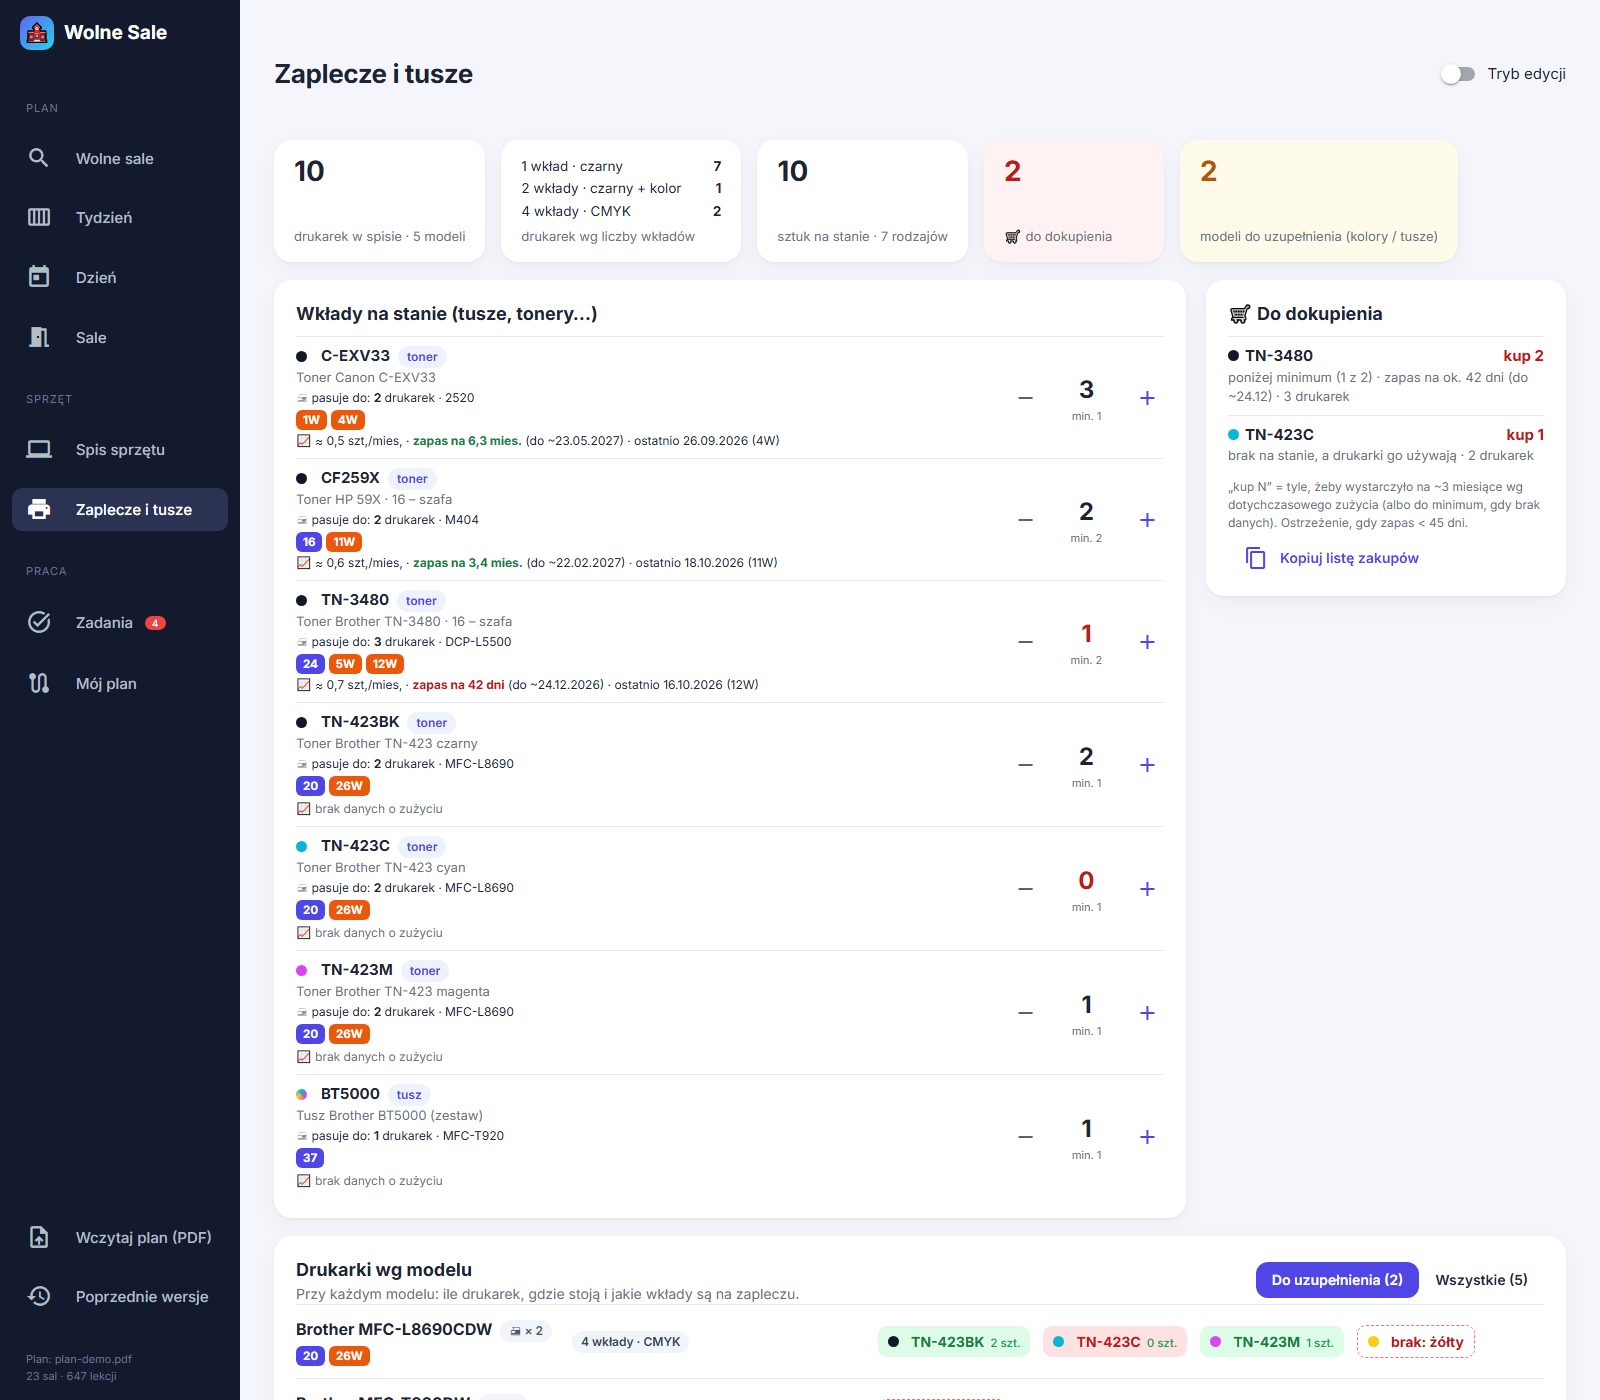 Wolne Sale
PLAN
Wolne sale
Tydzień
Dzień
Sale
SPRZĘT
Spis sprzętu
Zaplecze i tusze
PRACA
Zadania 4
Mój plan
Wczytaj plan (PDF)
Poprzednie wersje
Plan: plan-demo.pdf
23 sal · 647 lekcji
Zaplecze i tusze
Tryb edycji
10
drukarek w spisie · 5 modeli
1 wkład · czarny 7
2 wkłady · czarny + kolor 1
4 wkłady · CMYK 2
drukarek wg liczby wkładów
10
sztuk na stanie · 7 rodzajów
2
do dokupienia
2
modeli do uzupełnienia (kolory / tusze)
Wkłady na stanie (tusze, tonery…)
C-EXV33 toner
Toner Canon C-EXV33
pasuje do: 2 drukarek · 2520
1W 4W
≈ 0,5 szt,/mies, · zapas na 6,3 mies. (do ~23.05.2027) · ostatnio 26.09.2026 (4W)
− 3 +
min. 1
CF259X toner
Toner HP 59X · 16 – szafa
pasuje do: 2 drukarek · M404
16 11W
≈ 0,6 szt,/mies, · zapas na 3,4 mies. (do ~22.02.2027) · ostatnio 18.10.2026 (11W)
− 2 +
min. 2
TN-3480 toner
Toner Brother TN-3480 · 16 – szafa
pasuje do: 3 drukarek · DCP-L5500
24 5W 12W
≈ 0,7 szt,/mies, · zapas na 42 dni (do ~24.12.2026) · ostatnio 16.10.2026 (12W)
− 1 +
min. 2
TN-423BK toner
Toner Brother TN-423 czarny
pasuje do: 2 drukarek · MFC-L8690
20 26W
brak danych o zużyciu
− 2 +
min. 1
TN-423C toner
Toner Brother TN-423 cyan
pasuje do: 2 drukarek · MFC-L8690
20 26W
brak danych o zużyciu
− 0 +
min. 1
TN-423M toner
Toner Brother TN-423 magenta
pasuje do: 2 drukarek · MFC-L8690
20 26W
brak danych o zużyciu
− 1 +
min. 1
BT5000 tusz
Tusz Brother BT5000 (zestaw)
pasuje do: 1 drukarek · MFC-T920
37
brak danych o zużyciu
− 1 +
min. 1
Do dokupienia
TN-3480 kup 2
poniżej minimum (1 z 2) · zapas na ok. 42 dni (do
~24.12) · 3 drukarek
TN-423C kup 1
brak na stanie, a drukarki go używają · 2 drukarek
„kup N” = tyle, żeby wystarczyło na ~3 miesiące wg
dotychczasowego zużycia (albo do minimum, gdy brak
danych). Ostrzeżenie, gdy zapas < 45 dni.
Kopiuj listę zakupów
Drukarki wg modelu
Przy każdym modelu: ile drukarek, gdzie stoją i jakie wkłady są na zapleczu.
Do uzupełnienia (2) Wszystkie (5)
Brother MFC-L8690CDW × 2
20 26W
4 wkłady · CMYK
TN-423BK 2 szt.
TN-423C 0 szt.
TN-423M 1 szt.
brak: żółty